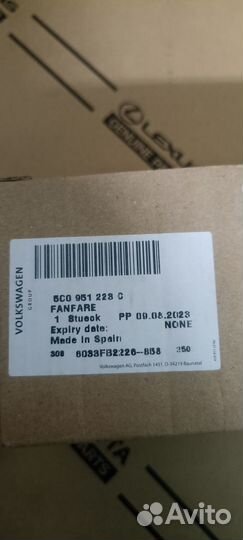 LEXUS
GENUINE
VOLKSWAGEN
GROUP
5C0 951 223 C
FANFARE
1 Stueck PP 09.08.2023
Expiry date: NONE
Made in Spain
308 6033FB2226-858 250
Volkswagen AG, Postfach 1451, D-34219 Baunatal
PARTS
Avito